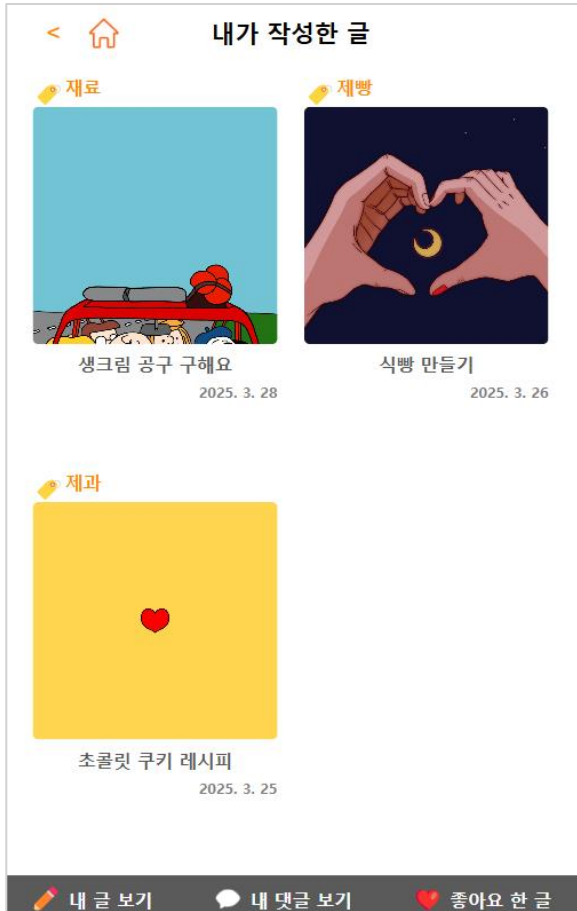 < 내가 작성한 글
재료
생크림 공구 구해요
2025. 3. 28
제빵
식빵 만들기
2025. 3. 26
제과
초콜릿 쿠키 레시피
2025. 3. 25
내 글 보기 내 댓글 보기 좋아요 한 글